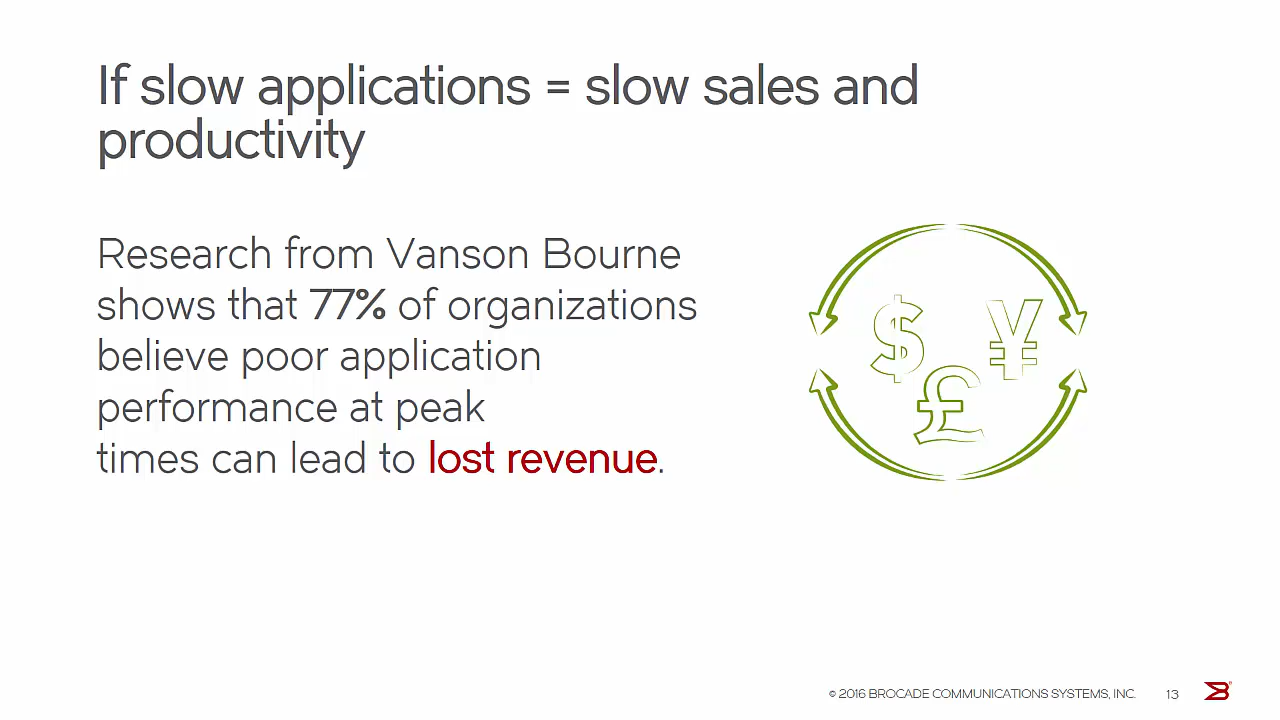 If slow applications = slow sales and
productivity
Research from Vanson Bourne
shows that 77% of organizations
believe poor application
performance at peak
times can lead to lost revenue.
$ ¥
£
© 2016 BROCADE COMMUNICATIONS SYSTEMS, INC. 13